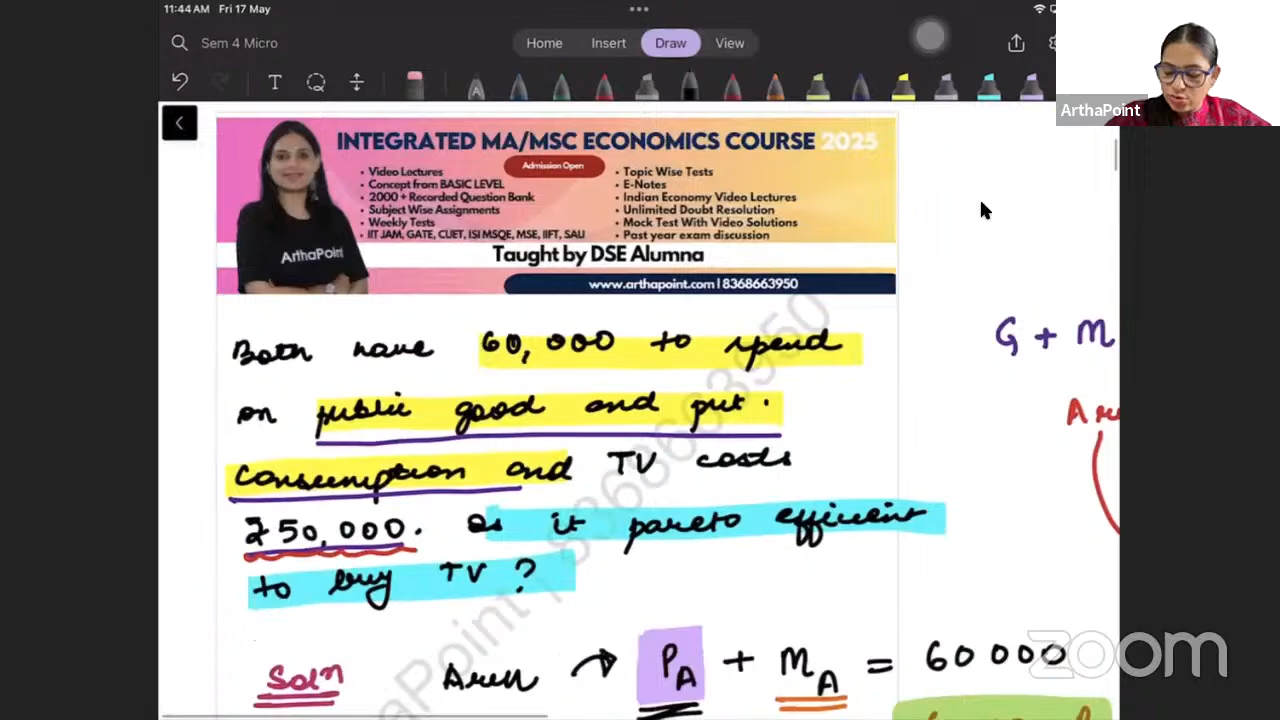 11:44 AM Fri 17 May
Sem 4 Micro
Home Insert Draw View
T
A
ArthaPoint
INTEGRATED MA/MSC ECONOMICS COURSE 2025
Admission Open
• Video Lectures
• Concept from BASIC LEVEL
• 2000 + Recorded Question Bank
• Subject Wise Assignments
• Weekly Tests
• IIT JAM, GATE, CUET, ISI MSQE, MSE, IIFT, SAU
• Topic Wise Tests
• E-Notes
• Indian Economy Video Lectures
• Unlimited Doubt Resolution
• Mock Test With Video Solutions
• Past year exam discussion
ArthaPoint
Taught by DSE Alumna
www.arthapoint.com | 8368663950
Both have 60,000 to spend
on public good and put.
consumption and TV costs
₹50,000. Is it pareto efficient
to buy TV?
G + M
Soln
P_A + M_A = 60000
ArthaPoint 8368663950
zoom